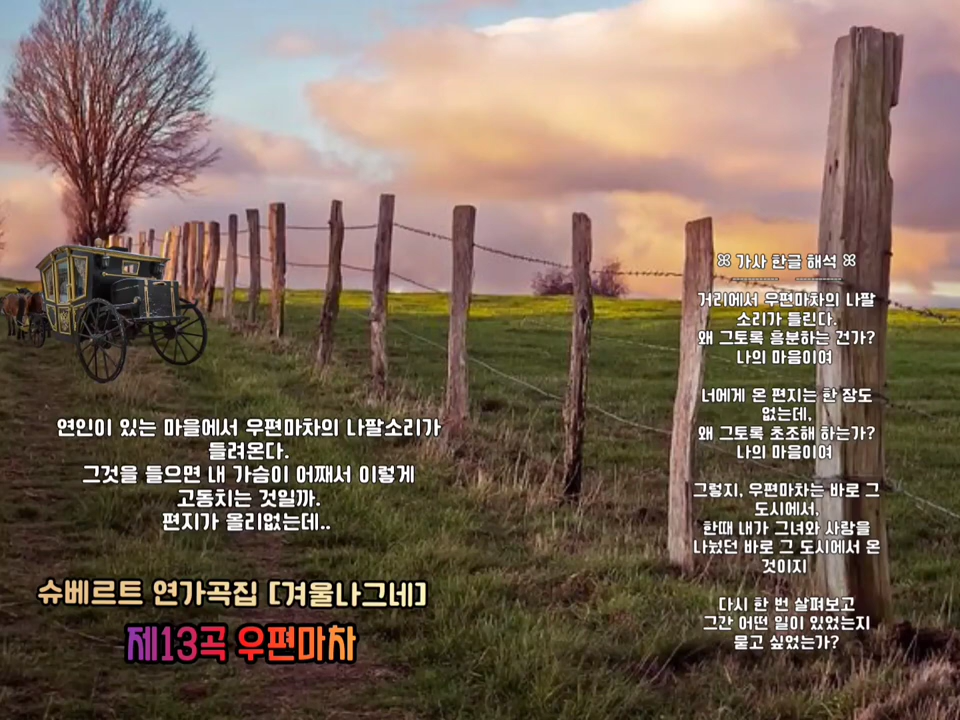 연인이 있는 마을에서 우편마차의 나팔소리가
들려온다.
그것을 들으면 내 가슴이 어째서 이렇게
고동치는 것일까.
편지가 올리없는데..
슈베르트 연가곡집 [겨울나그네]
제13곡 우편마차
ꕤ 가사 한글 해석 ꕤ
거리에서 우편마차의 나팔
소리가 들린다.
왜 그토록 흥분하는 건가?
나의 마음이여
너에게 온 편지는 한 장도
없는데,
왜 그토록 초조해 하는가?
나의 마음이여
그렇지, 우편마차는 바로 그
도시에서,
한때 내가 그녀와 사랑을
나눴던 바로 그 도시에서 온
것이지
다시 한 번 살펴보고
그간 어떤 일이 있었는지
묻고 싶었는가?